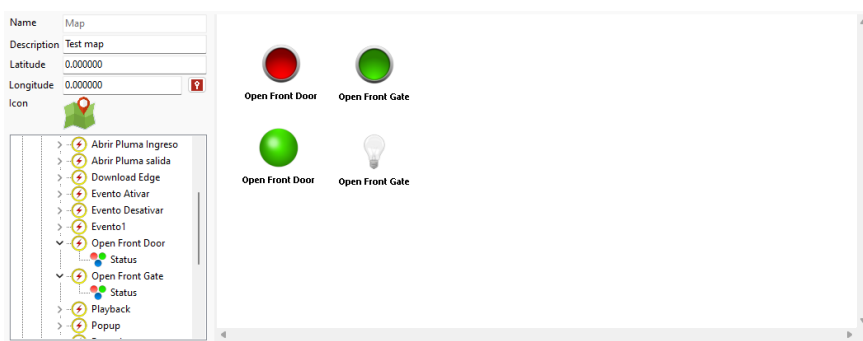 Name Map
Description Test map
Latitude 0.000000
Longitude 0.000000
Icon
Abrir Pluma Ingreso
Abrir Pluma salida
Download Edge
Evento Ativar
Evento Desativar
Evento1
Open Front Door
Status
Open Front Gate
Status
Playback
Popup
Open Front Door Open Front Gate
Open Front Door Open Front Gate